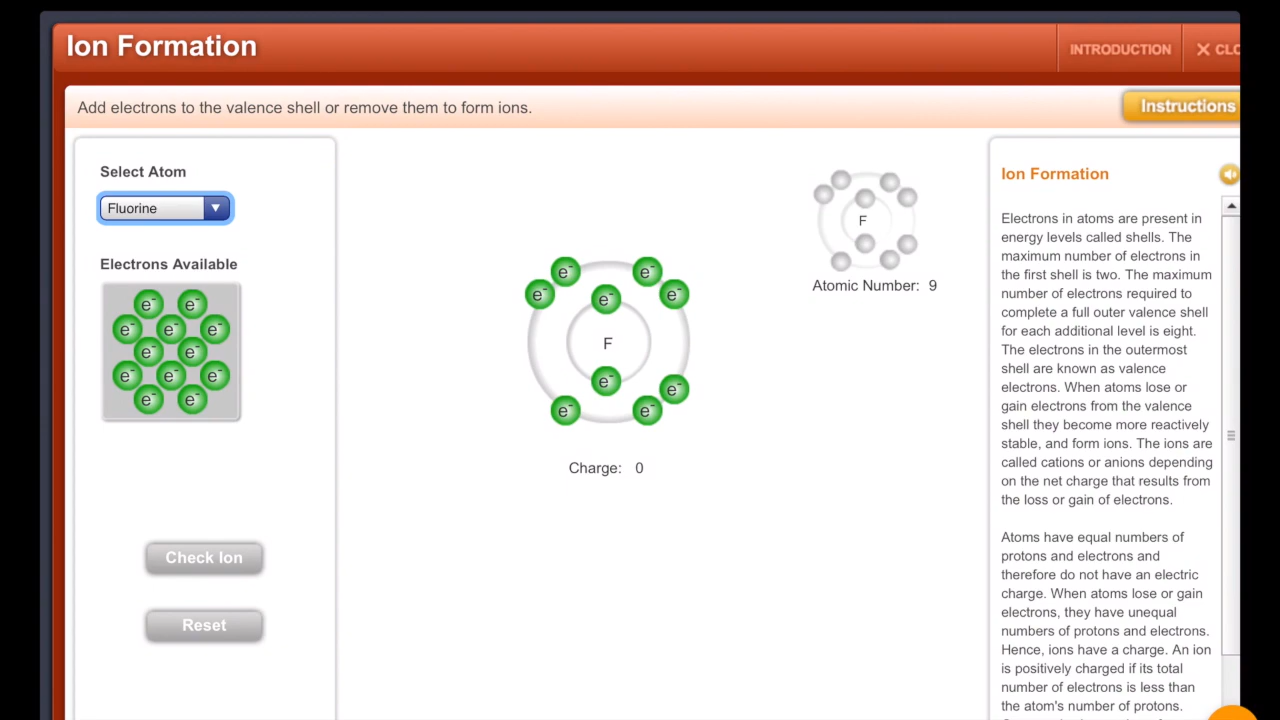 Ion Formation
INTRODUCTION
✕ CLO
Add electrons to the valence shell or remove them to form ions.
Instructions
Select Atom
Fluorine
Electrons Available
e⁻ e⁻
e⁻ e⁻ e⁻
e⁻ e⁻
e⁻ e⁻ e⁻
e⁻ e⁻
Check Ion
Reset
e⁻ e⁻
e⁻ e⁻ e⁻
F
e⁻ e⁻
e⁻ e⁻
Charge: 0
F
Atomic Number: 9
Ion Formation
Electrons in atoms are present in
energy levels called shells. The
maximum number of electrons in
the first shell is two. The maximum
number of electrons required to
complete a full outer valence shell
for each additional level is eight.
The electrons in the outermost
shell are known as valence
electrons. When atoms lose or
gain electrons from the valence
shell they become more reactively
stable, and form ions. The ions are
called cations or anions depending
on the net charge that results from
the loss or gain of electrons.
Atoms have equal numbers of
protons and electrons and
therefore do not have an electric
charge. When atoms lose or gain
electrons, they have unequal
numbers of protons and electrons.
Hence, ions have a charge. An ion
is positively charged if its total
number of electrons is less than
the atom's number of protons.